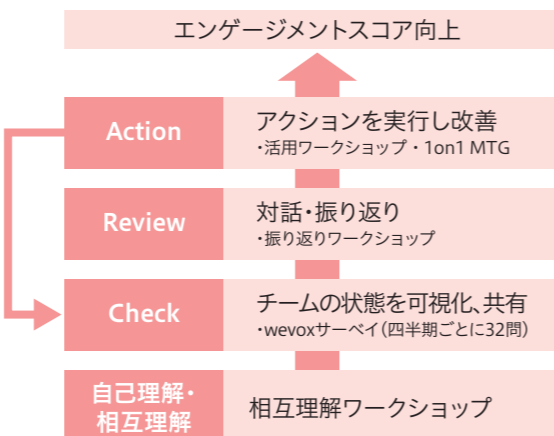 エンゲージメントスコア向上
Action
アクションを実行し改善
・活用ワークショップ・1on1 MTG
Review
対話・振り返り
・振り返りワークショップ
Check
チームの状態を可視化、共有
・wevoxサーベイ（四半期ごとに32問）
自己理解・
相互理解
相互理解ワークショップ